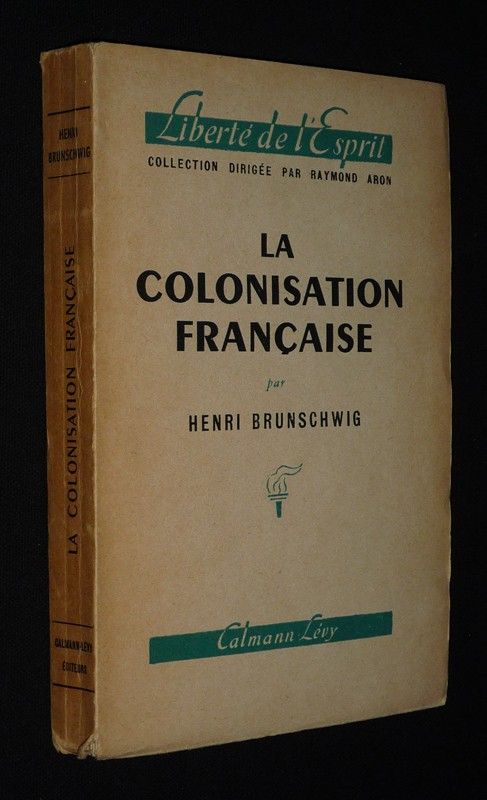 HENRI
BRUNSCHWIG
LA COLONISATION FRANÇAISE
CALMANN-LÉVY
ÉDITEURS
Liberté de l'Esprit
COLLECTION DIRIGÉE PAR RAYMOND ARON
LA
COLONISATION
FRANÇAISE
par
HENRI BRUNSCHWIG
Calmann Lévy